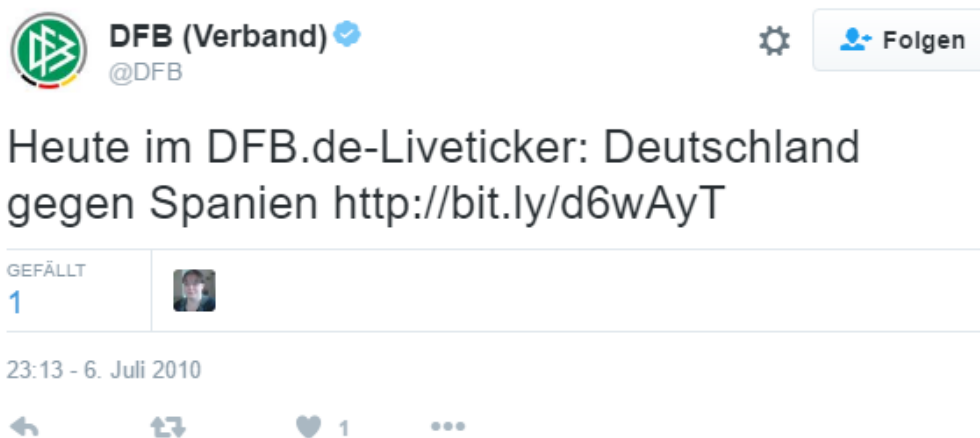 DFB (Verband)
@DFB
Folgen
Heute im DFB.de-Liveticker: Deutschland
gegen Spanien http://bit.ly/d6wAyT
GEFÄLLT
1
23:13 - 6. Juli 2010
1